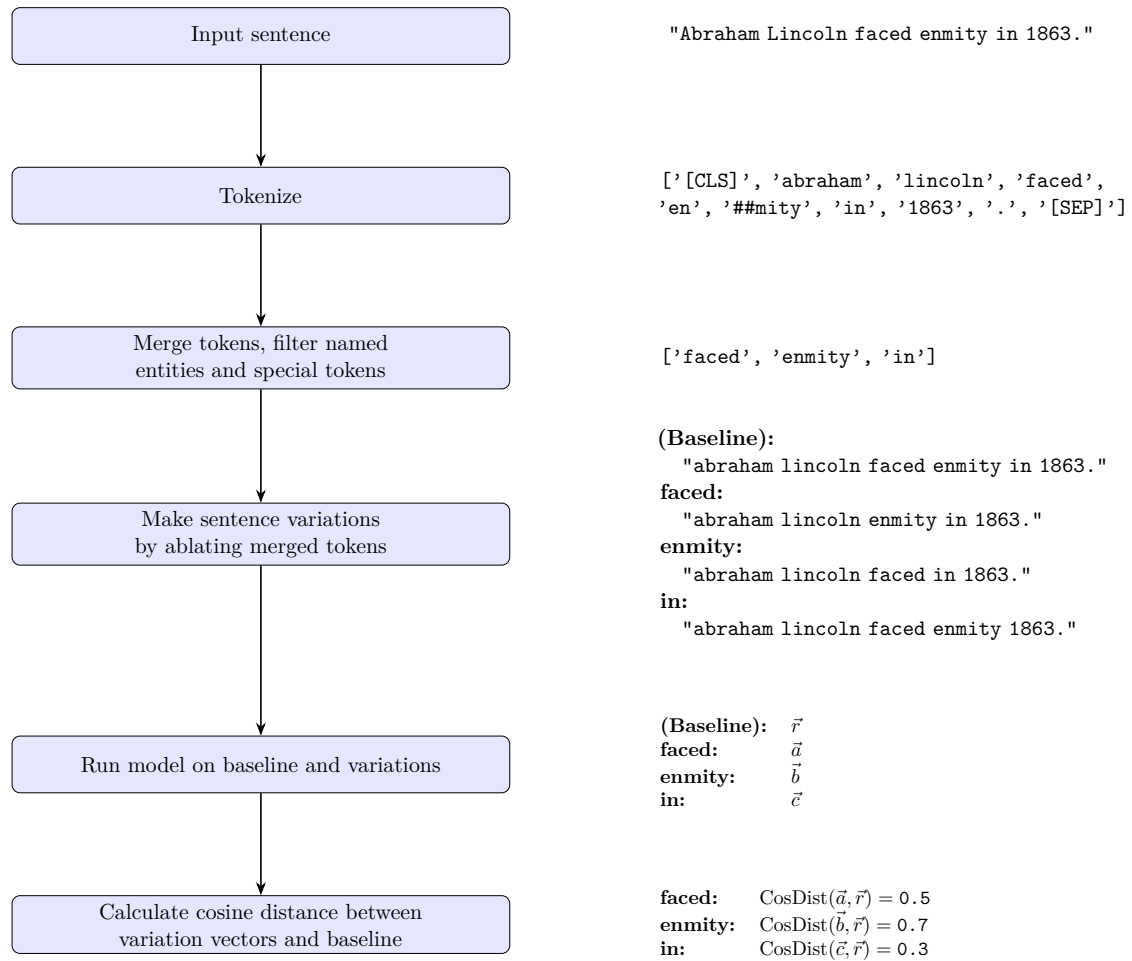 Input sentence
"Abraham Lincoln faced enmity in 1863."
Tokenize
['[CLS]', 'abraham', 'lincoln', 'faced',
'en', '##mity', 'in', '1863', '.', '[SEP]']
Merge tokens, filter named
entities and special tokens
['faced', 'enmity', 'in']
Make sentence variations
by ablating merged tokens
(Baseline):
"abraham lincoln faced enmity in 1863."
faced:
"abraham lincoln enmity in 1863."
enmity:
"abraham lincoln faced in 1863."
in:
"abraham lincoln faced enmity 1863."
Run model on baseline and variations
(Baseline): r⃗
faced: a⃗
enmity: b⃗
in: c⃗
Calculate cosine distance between
variation vectors and baseline
faced: CosDist(a⃗, r⃗) = 0.5
enmity: CosDist(b⃗, r⃗) = 0.7
in: CosDist(c⃗, r⃗) = 0.3